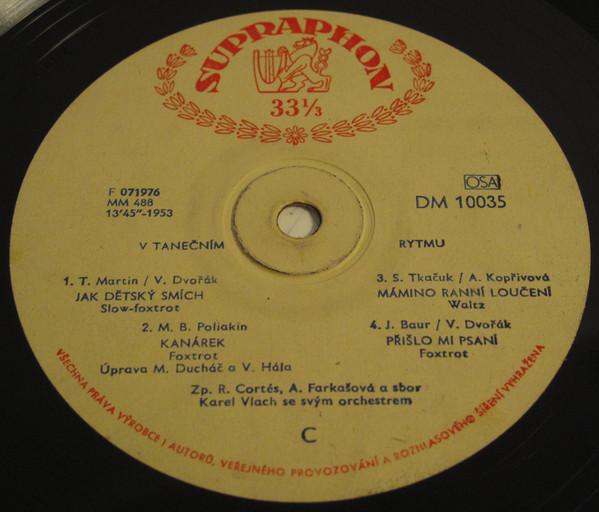 SUPRAPHON
33 1/3
F 071976
MM 488
13'45"-1953
OSA
DM 10035
V TANEČNÍM RYTMU
1. T. Martin / V. Dvořák
JAK DĚTSKÝ SMÍCH
Slow-foxtrot
2. M. B. Poliakin
KANÁREK
Foxtrot
Úprava M. Ducháč a V. Hála
3. S. Tkačuk / A. Kopřivová
MÁMINO RANNÍ LOUČENÍ
Waltz
4. J. Baur / V. Dvořák
PŘIŠLO MI PSANÍ
Foxtrot
Zp. R. Cortés, A. Farkašová a sbor
Karel Vlach se svým orchestrem
C
VŠECHNA PRÁVA VÝROBCE I AUTORŮ, VEŘEJNÉHO PROVOZOVÁNÍ A ROZHLASOVÉHO ŠÍŘENÍ VYHRAŽENA